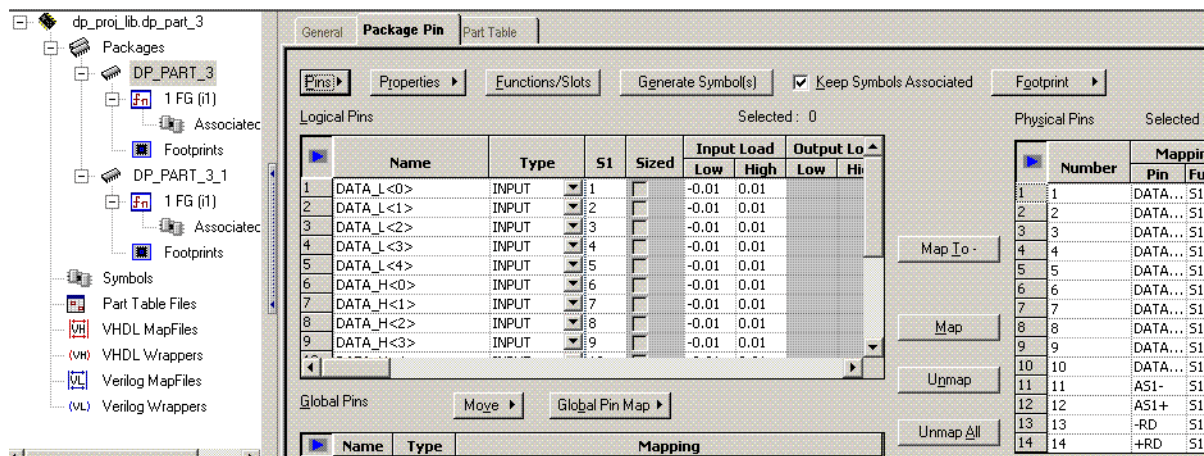 dp_proj_lib.dp_part_3
Packages
DP_PART_3
1 FG (i1)
Associated
Footprints
DP_PART_3_1
1 FG (i1)
Associated
Footprints
Symbols
Part Table Files
VHDL MapFiles
VHDL Wrappers
Verilog MapFiles
Verilog Wrappers
General Package Pin Part Table
Pins Properties Functions/Slots Generate Symbol(s) Keep Symbols Associated Footprint
Logical Pins Selected : 0
Name Type S1 Sized Input Load Output Lo
Low High Low Hi
1 DATA_L<0> INPUT 1 -0.01 0.01
2 DATA_L<1> INPUT 2 -0.01 0.01
3 DATA_L<2> INPUT 3 -0.01 0.01
4 DATA_L<3> INPUT 4 -0.01 0.01
5 DATA_L<4> INPUT 5 -0.01 0.01
6 DATA_H<0> INPUT 6 -0.01 0.01
7 DATA_H<1> INPUT 7 -0.01 0.01
8 DATA_H<2> INPUT 8 -0.01 0.01
9 DATA_H<3> INPUT 9 -0.01 0.01
Map To -
Map
Unmap
Unmap All
Global Pins Move Global Pin Map
Name Type Mapping
Physical Pins Selected
Number Mappin
Pin Fu
1 1 DATA... S1
2 2 DATA... S1
3 3 DATA... S1
4 4 DATA... S1
5 5 DATA... S1
6 6 DATA... S1
7 7 DATA... S1
8 8 DATA... S1
9 9 DATA... S1
10 10 DATA... S1
11 11 AS1- S1
12 12 AS1+ S1
13 13 -RD S1
14 14 +RD S1